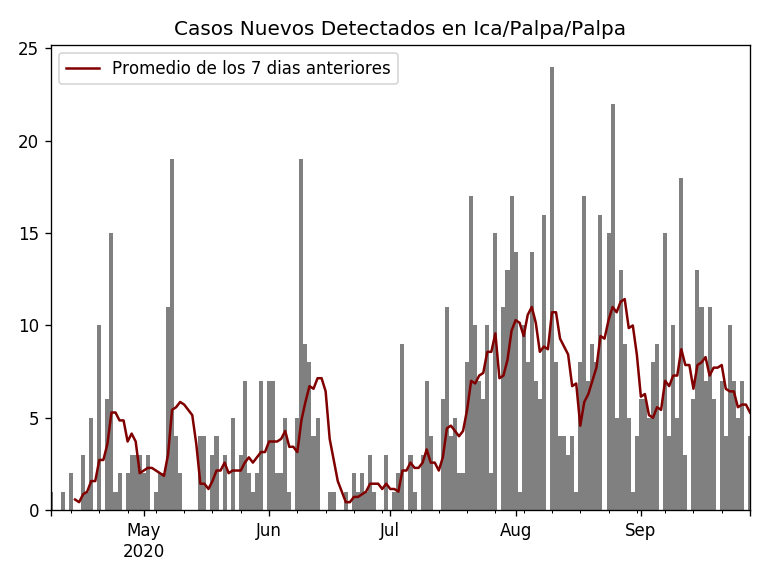 Casos Nuevos Detectados en Ica/Palpa/Palpa
Promedio de los 7 dias anteriores
25
20
15
10
5
0
May Jun Jul Aug Sep
2020